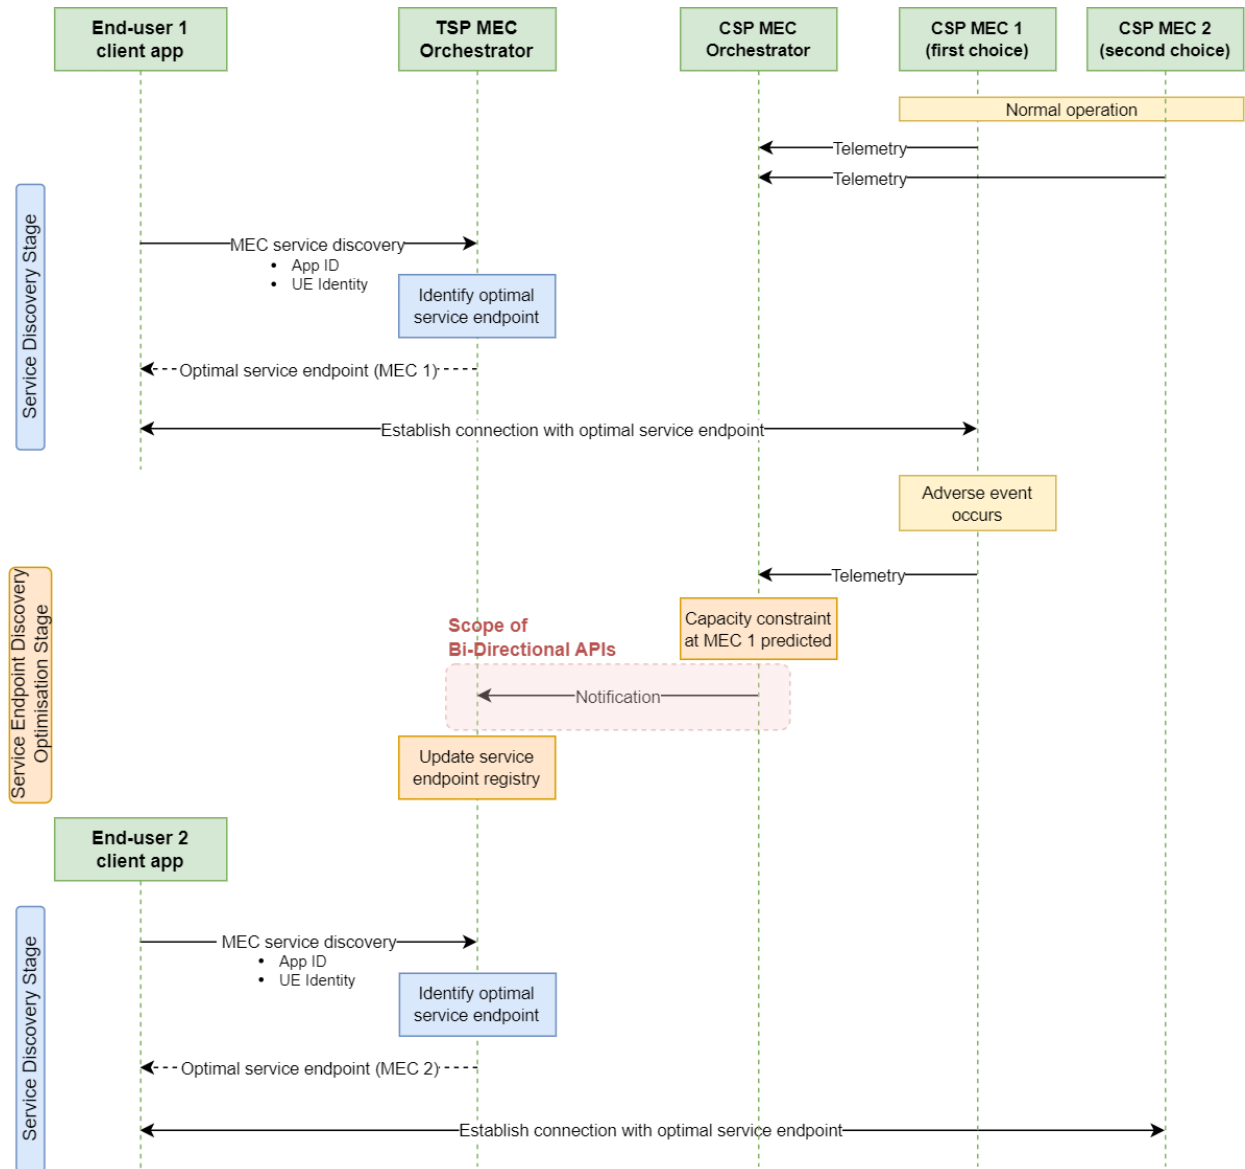 End-user 1
client app
TSP MEC
Orchestrator
CSP MEC
Orchestrator
CSP MEC 1
(first choice)
CSP MEC 2
(second choice)
Normal operation
Telemetry
Telemetry
Service Discovery Stage
MEC service discovery
• App ID
• UE Identity
Identify optimal
service endpoint
Optimal service endpoint (MEC 1)
Establish connection with optimal service endpoint
Adverse event
occurs
Service Endpoint Discovery
Optimisation Stage
Telemetry
Capacity constraint
at MEC 1 predicted
Scope of
Bi-Directional APIs
Notification
Update service
endpoint registry
End-user 2
client app
Service Discovery Stage
MEC service discovery
• App ID
• UE Identity
Identify optimal
service endpoint
Optimal service endpoint (MEC 2)
Establish connection with optimal service endpoint